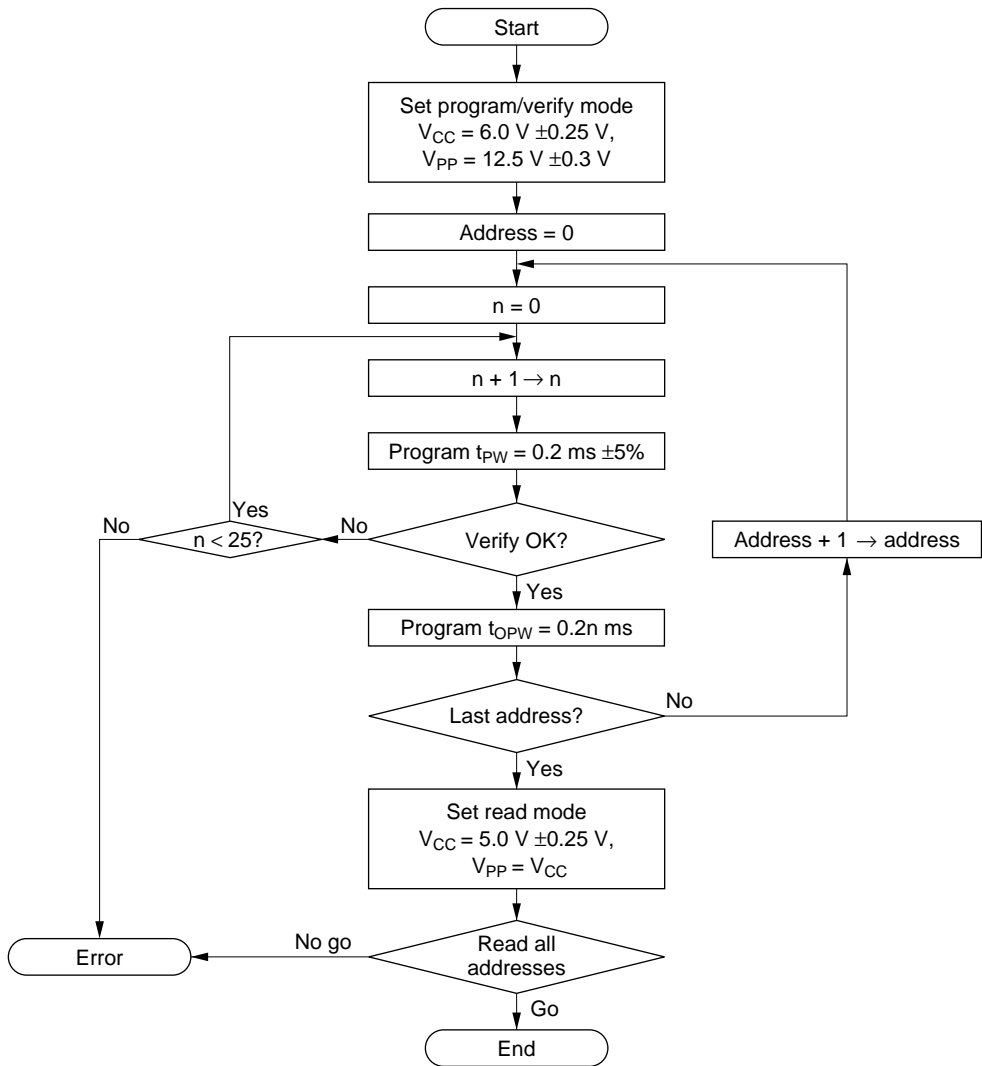 Start
Set program/verify mode
VCC = 6.0 V ±0.25 V,
VPP = 12.5 V ±0.3 V
Address = 0
n = 0
n + 1 → n
Program tPW = 0.2 ms ±5%
Verify OK?
No
n < 25?
Yes
No
Address + 1 → address
Yes
Program tOPW = 0.2n ms
Last address?
No
Yes
Set read mode
VCC = 5.0 V ±0.25 V,
VPP = VCC
Read all
addresses
No go
Error
Go
End